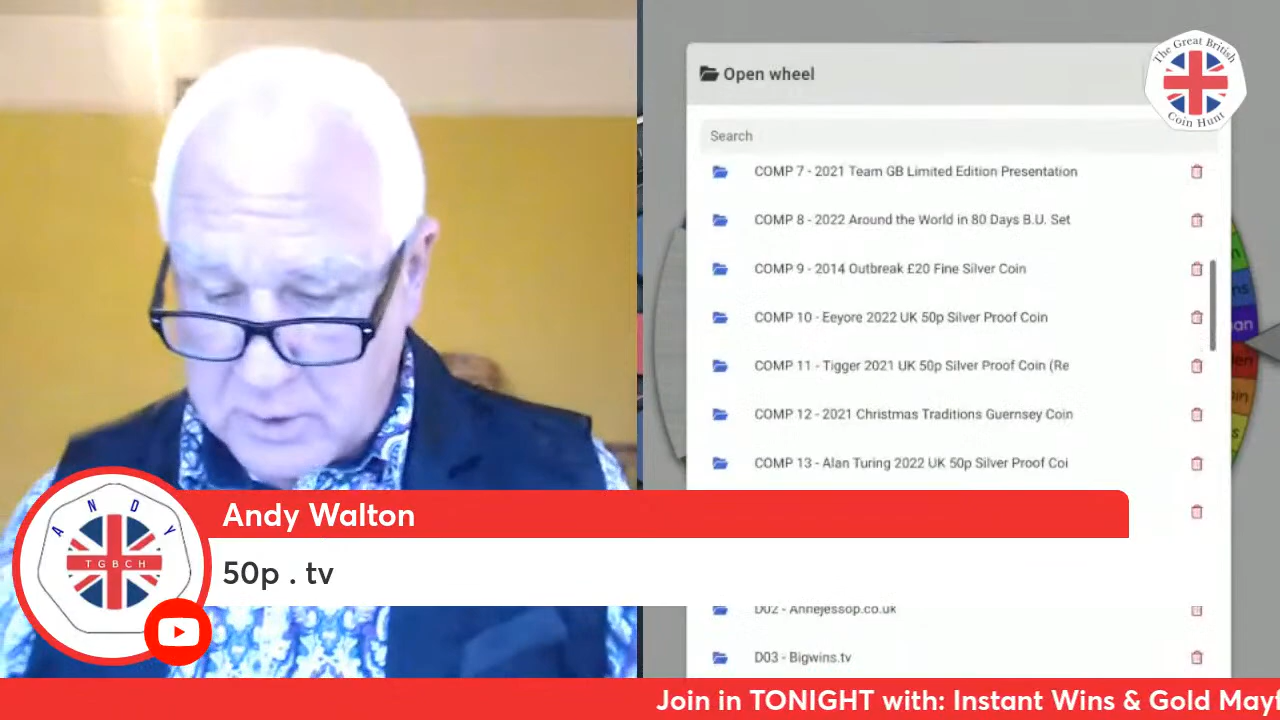 Open wheel
The Great British
Coin Hunt
Search
COMP 7 - 2021 Team GB Limited Edition Presentation
COMP 8 - 2022 Around the World in 80 Days B.U. Set
COMP 9 - 2014 Outbreak £20 Fine Silver Coin
COMP 10 - Eeyore 2022 UK 50p Silver Proof Coin
COMP 11 - Tigger 2021 UK 50p Silver Proof Coin (Re
COMP 12 - 2021 Christmas Traditions Guernsey Coin
COMP 13 - Alan Turing 2022 UK 50p Silver Proof Coi
Andy Walton
50p . tv
ANDY
TGBCH
D02 - Annejessop.co.uk
D03 - Bigwins.tv
Join in TONIGHT with: Instant Wins & Gold Mayf